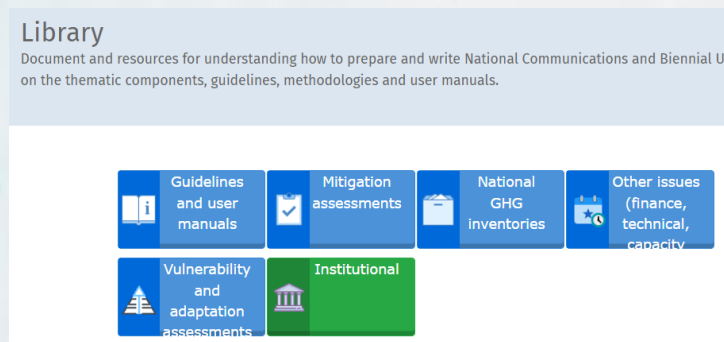 Library
Document and resources for understanding how to prepare and write National Communications and Biennial U
on the thematic components, guidelines, methodologies and user manuals.
Guidelines
and user
manuals
Mitigation
assessments
National
GHG
inventories
Other issues
(finance,
technical,
capacity
Vulnerability
and
adaptation
assessments
Institutional